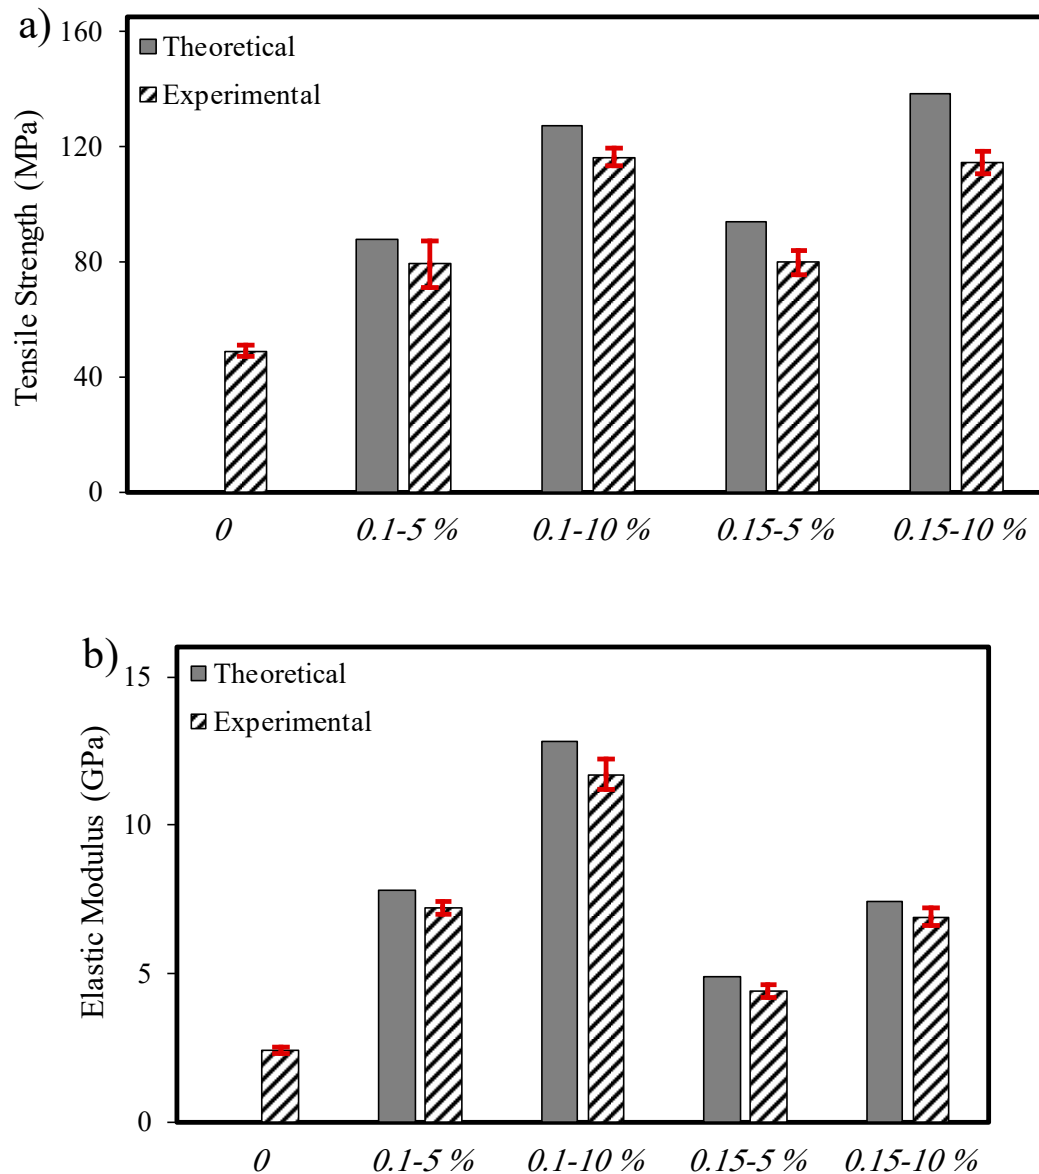 a)
160
Theoretical
Experimental
120
80
40
0
Tensile Strength (MPa)
0 0.1-5 % 0.1-10 % 0.15-5 % 0.15-10 %
b)
15
Theoretical
Experimental
10
5
0
Elastic Modulus (GPa)
0 0.1-5 % 0.1-10 % 0.15-5 % 0.15-10 %